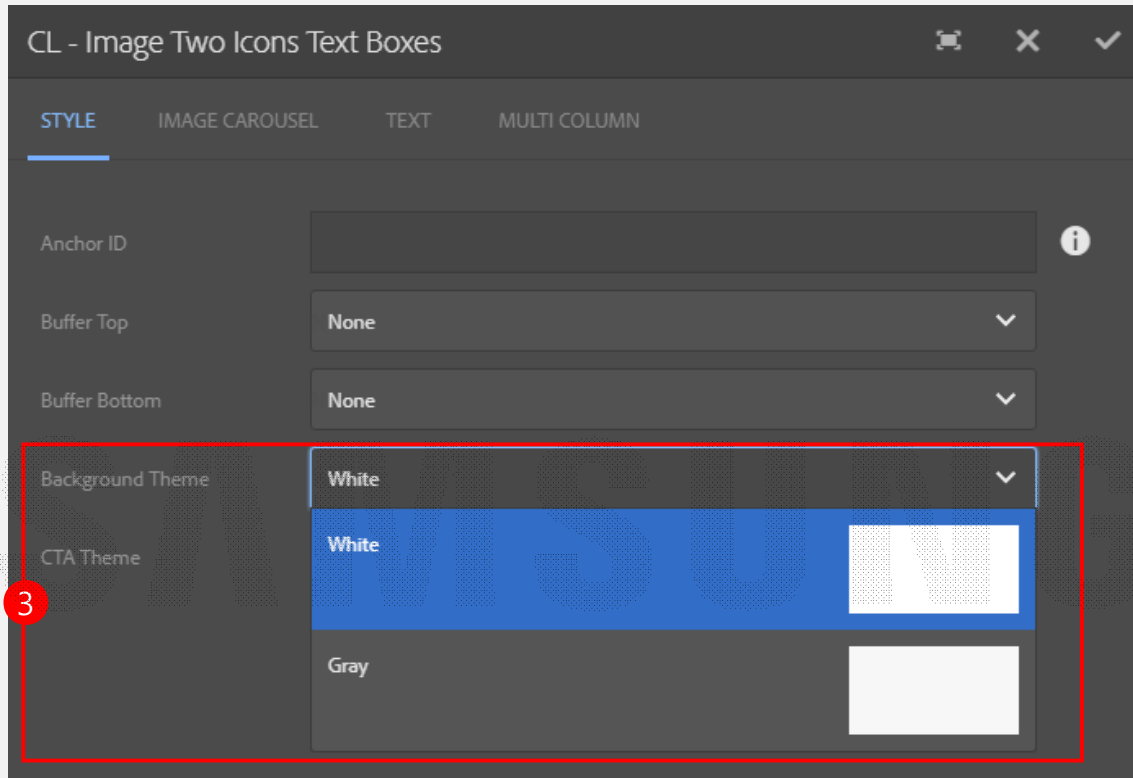 CL - Image Two Icons Text Boxes
STYLE IMAGE CAROUSEL TEXT MULTI COLUMN
Anchor ID
Buffer Top None
Buffer Bottom None
Background Theme White
White
CTA Theme
3
Gray
SAMSUNG